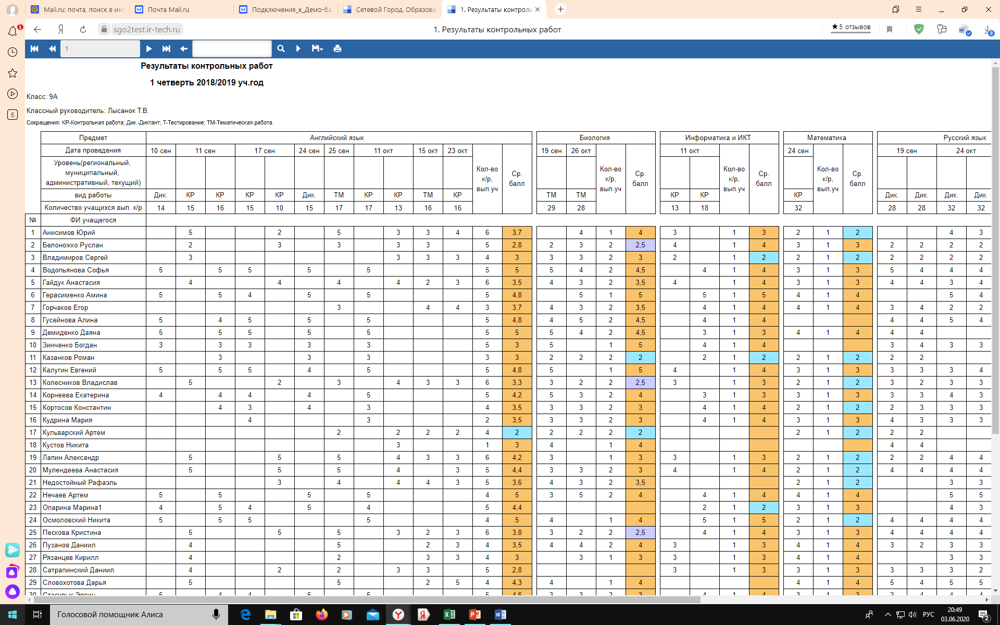 Mail.ru: почта, поиск в инт
Почта Mail.ru
Подключения_к_Демо-ба
Сетевой Город. Образова
1. Результаты контроль
1
sgo2test.ir-tech.ru
1. Результаты контрольных работ
★5 отзывов
8
1
6
Результаты контрольных работ
1 четверть 2018/2019 уч.год
Класс: 9А
Классный руководитель: Лысанок Т.В.
Сокращения: КР-Контрольная работа; Дик.-Диктант; Т-Тестирование; ТМ-Тематическая работа.
Предмет Английский язык Биология Информатика и ИКТ Математика Русский язык
Дата проведения 10 сен 11 сен 17 сен 24 сен 25 сен 11 окт 15 окт 23 окт Кол-во к/р, вып.уч Ср. балл 19 сен 26 окт Кол-во к/р, вып.уч Ср. балл 11 окт Кол-во к/р, вып.уч Ср. балл 24 сен Кол-во к/р, вып.уч Ср. балл 19 сен 24 окт
Уровень(региональный,
муниципальный,
административный, текущий)
вид работы Дик. КР КР КР КР Дик. ТМ КР КР ТМ КР ТМ ТМ КР КР КР Дик. Дик. Дик. Дик.
Количество учащихся вып. к/р 14 15 16 15 10 15 17 17 13 16 16 29 28 13 18 32 28 28 32 32
№ ФИ учащегося
1 Анисимов Юрий 5 2 5 3 3 4 6 3,7 4 1 4 3 1 3 2 1 2 4 3
2 Белоножко Руслан 2 3 3 3 3 5 2,8 2 3 2 2,5 4 1 4 3 1 3 2 2 2 2
3 Владимиров Сергей 3 3 3 3 4 3 3 3 2 3 2 1 2 2 1 2 2 2 2 2
4 Водопьянова Софья 5 5 5 5 5 5 5 5 4 2 4,5 4 1 4 3 1 3 5 4 4 4
5 Гайдук Анастасия 4 4 4 4 2 3 6 3,5 4 3 2 3,5 4 1 4 3 1 3 4 4 3 4
6 Герасименко Амина 5 5 4 5 5 5 4,8 5 1 5 5 1 5 4 1 4 5 4
7 Горчаков Егор 3 4 4 3 3,7 4 3 2 3,5 4 1 4 4 1 4 3 4 2 2
8 Гусейнова Алина 5 4 5 5 5 5 4,8 4 5 2 4,5 4 1 4 4 4 5 4
9 Демиденко Даяна 5 5 5 5 5 5 5 5 4 2 4,5 3 1 3 4 1 4 4 4
10 Зинченко Богдан 3 3 3 3 3 5 3 5 1 5 4 1 4 3 4 3 3
11 Казанков Роман 3 3 3 3 3 2 2 2 2 2 1 2 2 1 2 2 2
12 Калугин Евгений 5 5 5 4 5 5 4,8 5 1 5 4 1 4 3 1 3 3 3 3 4
13 Колесников Владислав 5 2 3 4 3 3 6 3,3 3 2 2 2,5 3 1 3 2 1 2 3 2 3 3
14 Корнеева Екатерина 4 4 4 4 5 5 4,2 5 3 2 4 3 1 3 3 1 3 3 3 4 3
15 Кортосов Константин 4 3 4 3 4 3,5 3 3 2 3 4 1 4 2 1 2 2 3 3 3
16 Кудрина Мария 4 3 2 3,5 3 3 2 3 4 1 4 3 1 3 4 3 3 3
17 Кульварский Артем 2 2 2 2 4 2 2 2 2 2 2 1 2 2 2
18 Кустов Никита 3 1 3 4 1 4 4 4
19 Лапин Александр 5 5 5 4 3 3 6 4,2 3 1 3 3 1 3 2 1 2 2 2 4 4
20 Мулендеева Анастасия 5 5 5 4 3 5 4,4 3 3 2 3 4 1 4 2 1 2 4 4 4 4
21 Недостойный Рафаэль 3 4 4 4 3 5 3,6 4 3 2 3,5 2 1 2 3 3
22 Нечаев Артем 5 5 5 5 4 5 3 5 2 4 4 1 4 4 1 4 5 5
23 Опарина Марина1 4 5 4 5 4 5 4,4 2 1 2 3 1 3 4 3
24 Осмоловский Никита 5 5 5 5 4 5 4 1 4 5 1 5 2 1 2 4 4 4 4
25 Пескова Кристина 5 5 5 3 2 3 6 3,8 3 2 2 2,5 4 1 4 3 1 3 4 4 4 4
26 Пузанов Даниил 4 5 2 3 4 3,5 4 4 2 4 3 1 3 4 1 4 3 2 3 3
27 Рязанцев Кирилл 4 2 3 3 4 3 3 1 3 3 1 3 4 1 4 3 3
28 Сатрапинский Даниил 4 2 2 3 3 5 2,8 3 1 3 3 1 3 3 3 3 2
29 Словохотова Дарья 5 5 2 5 4 4,3 4 1 4 4 1 4 5 4 5 5
30 Стасурык Эрвин 5 4 4 5 5 5 4,6 3 3 2 3 4 1 4 3 1 3 2 4 4 4
Голосовой помощник Алиса
РУС
20:49
03.06.2020
2